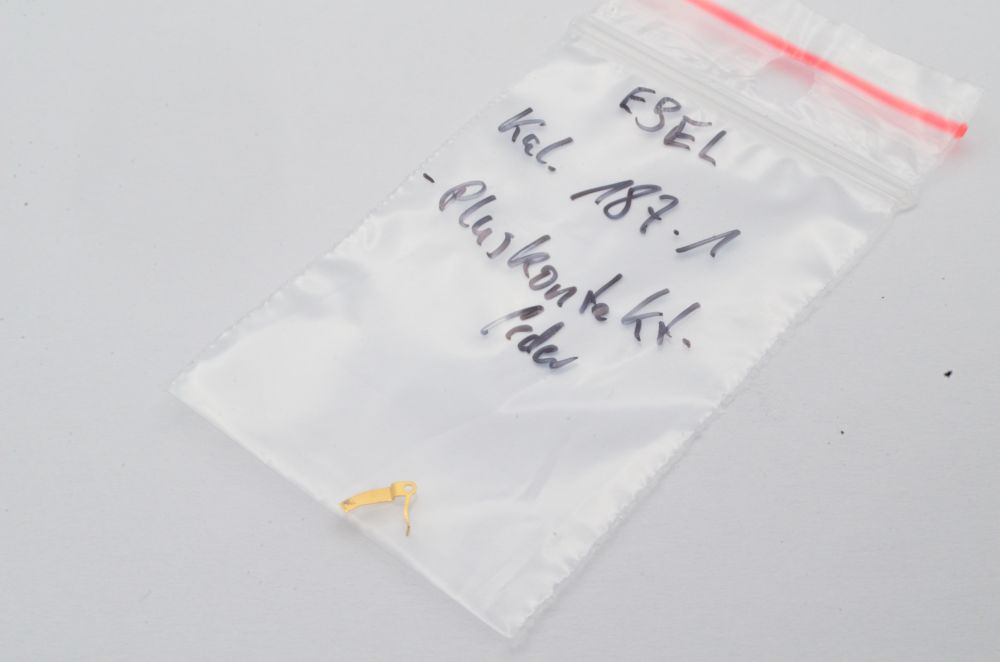 EBEL
Kal. 187.1
- Pluskontakt.
feder